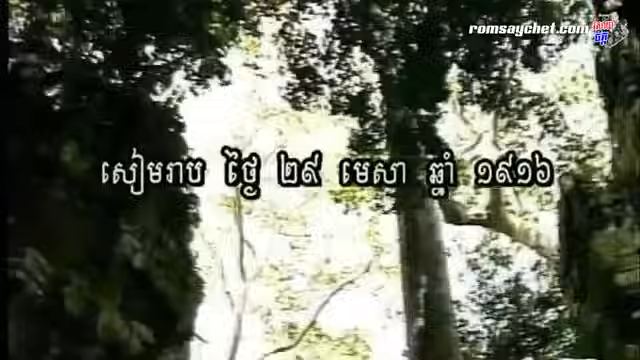 romsaychet.com
សៀមរាប ថ្ងៃ ២៩ មេសា ឆ្នាំ ១៩១៦